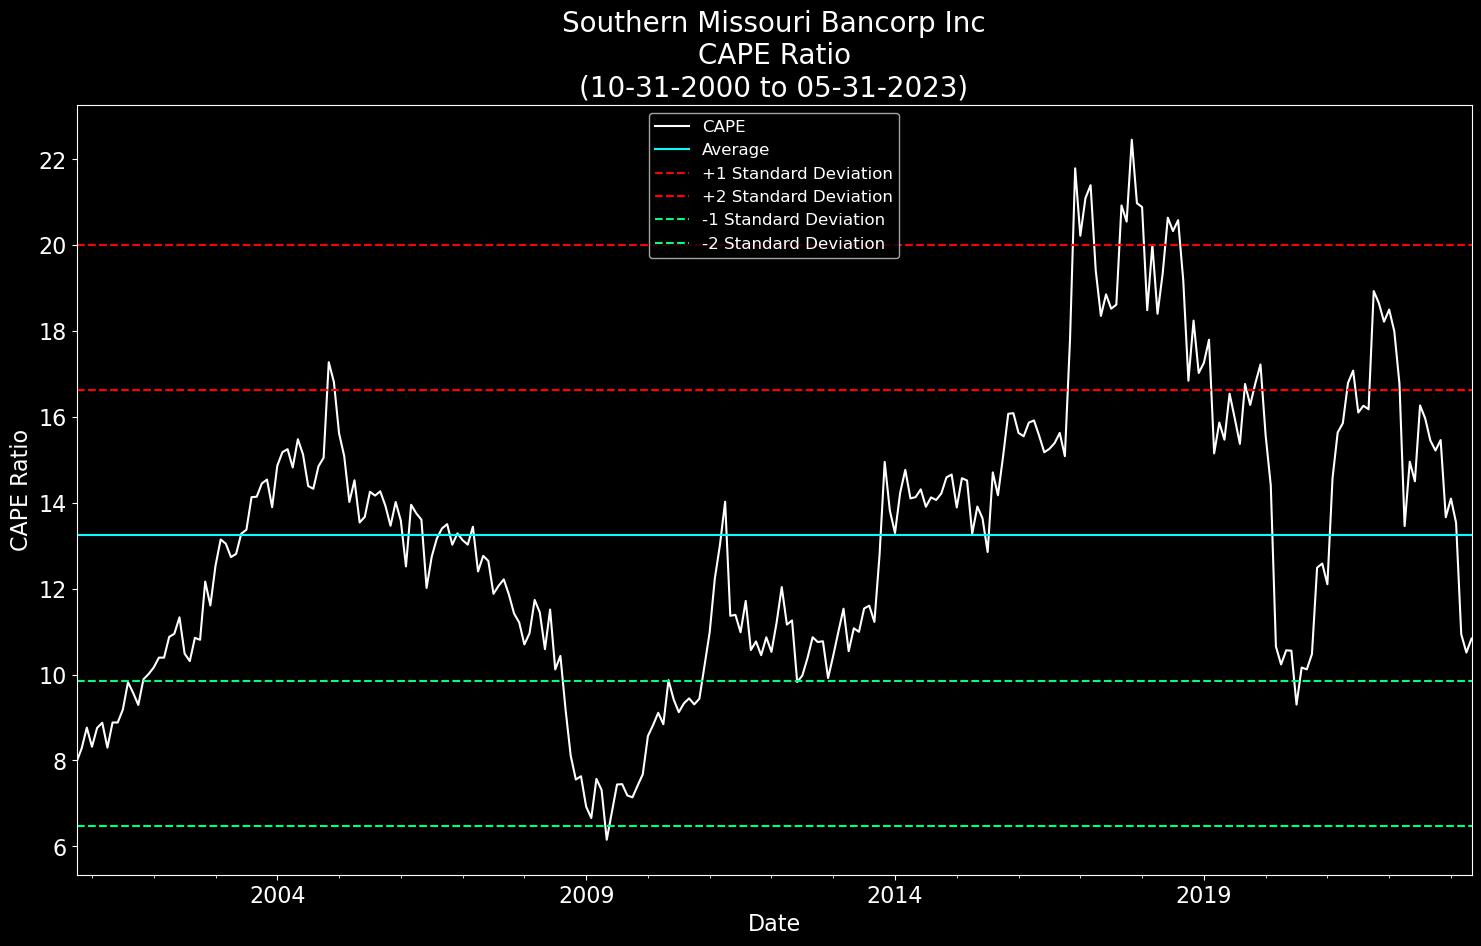 Southern Missouri Bancorp Inc
CAPE Ratio
(10-31-2000 to 05-31-2023)
CAPE
Average
+1 Standard Deviation
+2 Standard Deviation
-1 Standard Deviation
-2 Standard Deviation
22
20
18
16
14
12
10
8
6
CAPE Ratio
2004
2009
2014
2019
Date